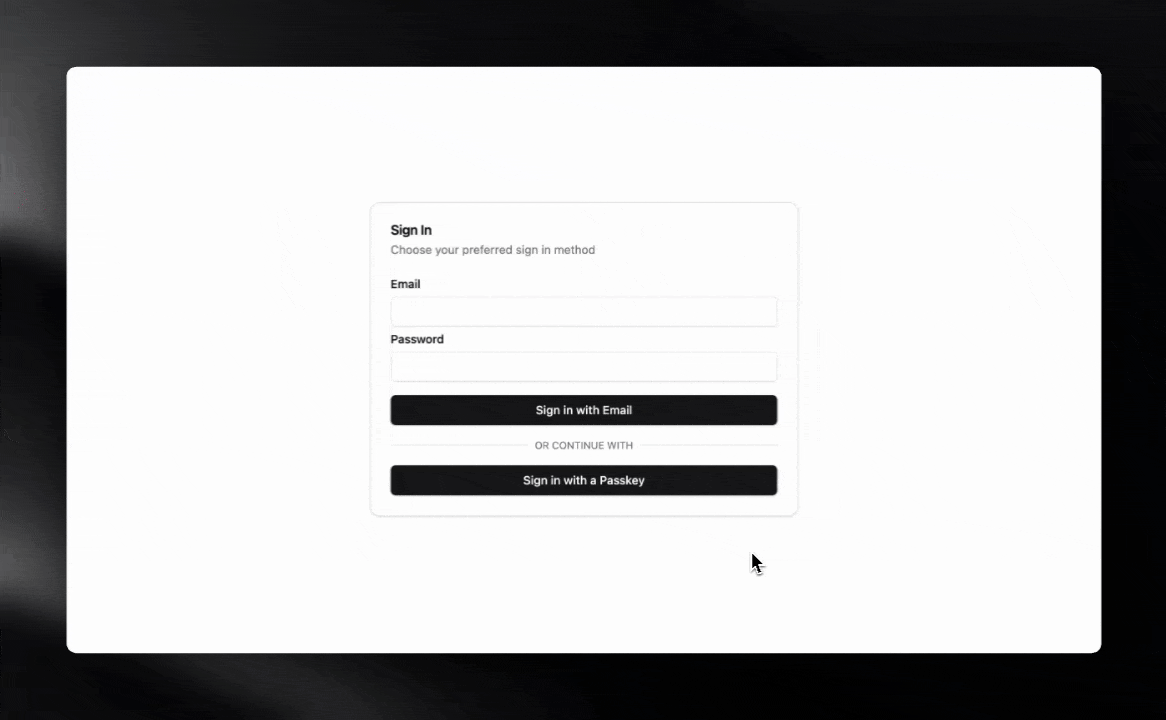 Sign In
Choose your preferred sign in method
Email
Password
Sign in with Email
OR CONTINUE WITH
Sign in with a Passkey